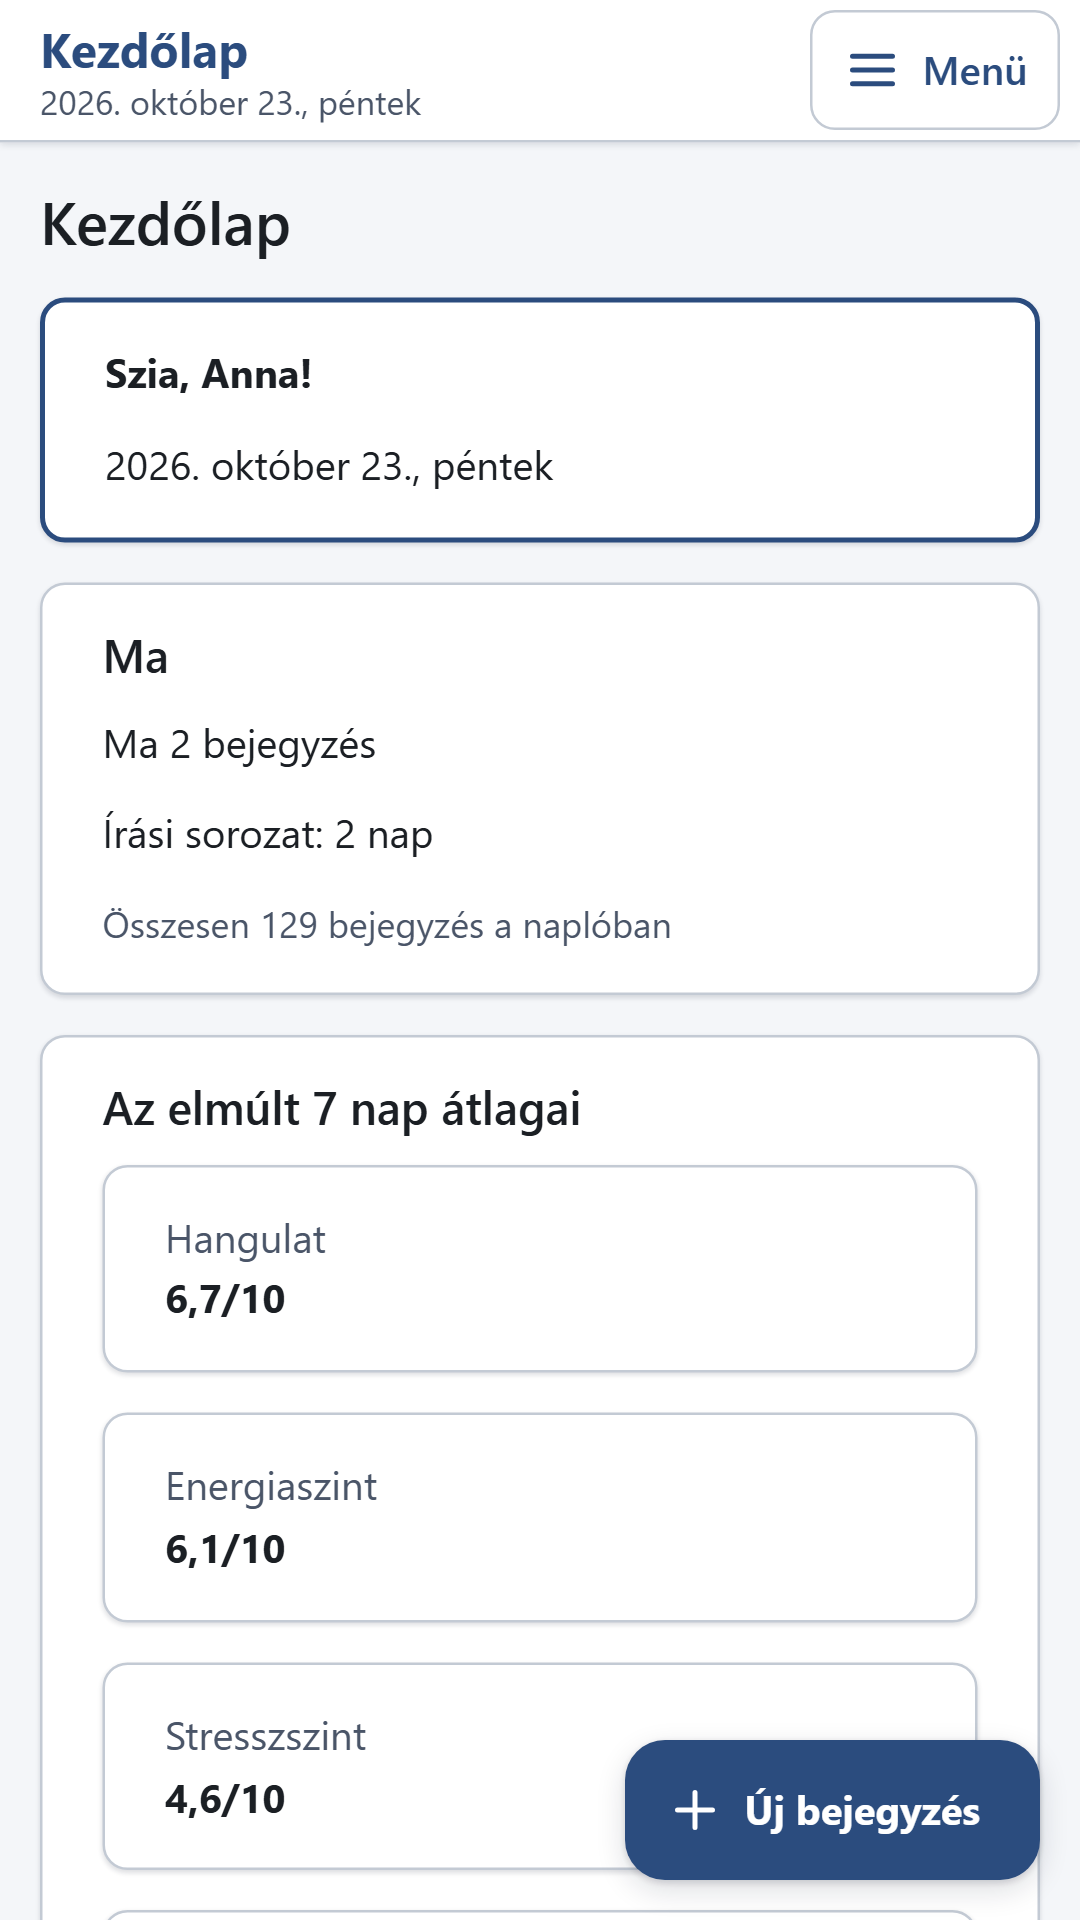 Kezdőlap
2026. október 23., péntek
Menü
Kezdőlap
Szia, Anna!
2026. október 23., péntek
Ma
Ma 2 bejegyzés
Írási sorozat: 2 nap
Összesen 129 bejegyzés a naplóban
Az elmúlt 7 nap átlagai
Hangulat
6,7/10
Energiaszint
6,1/10
Stresszszint
4,6/10
Új bejegyzés